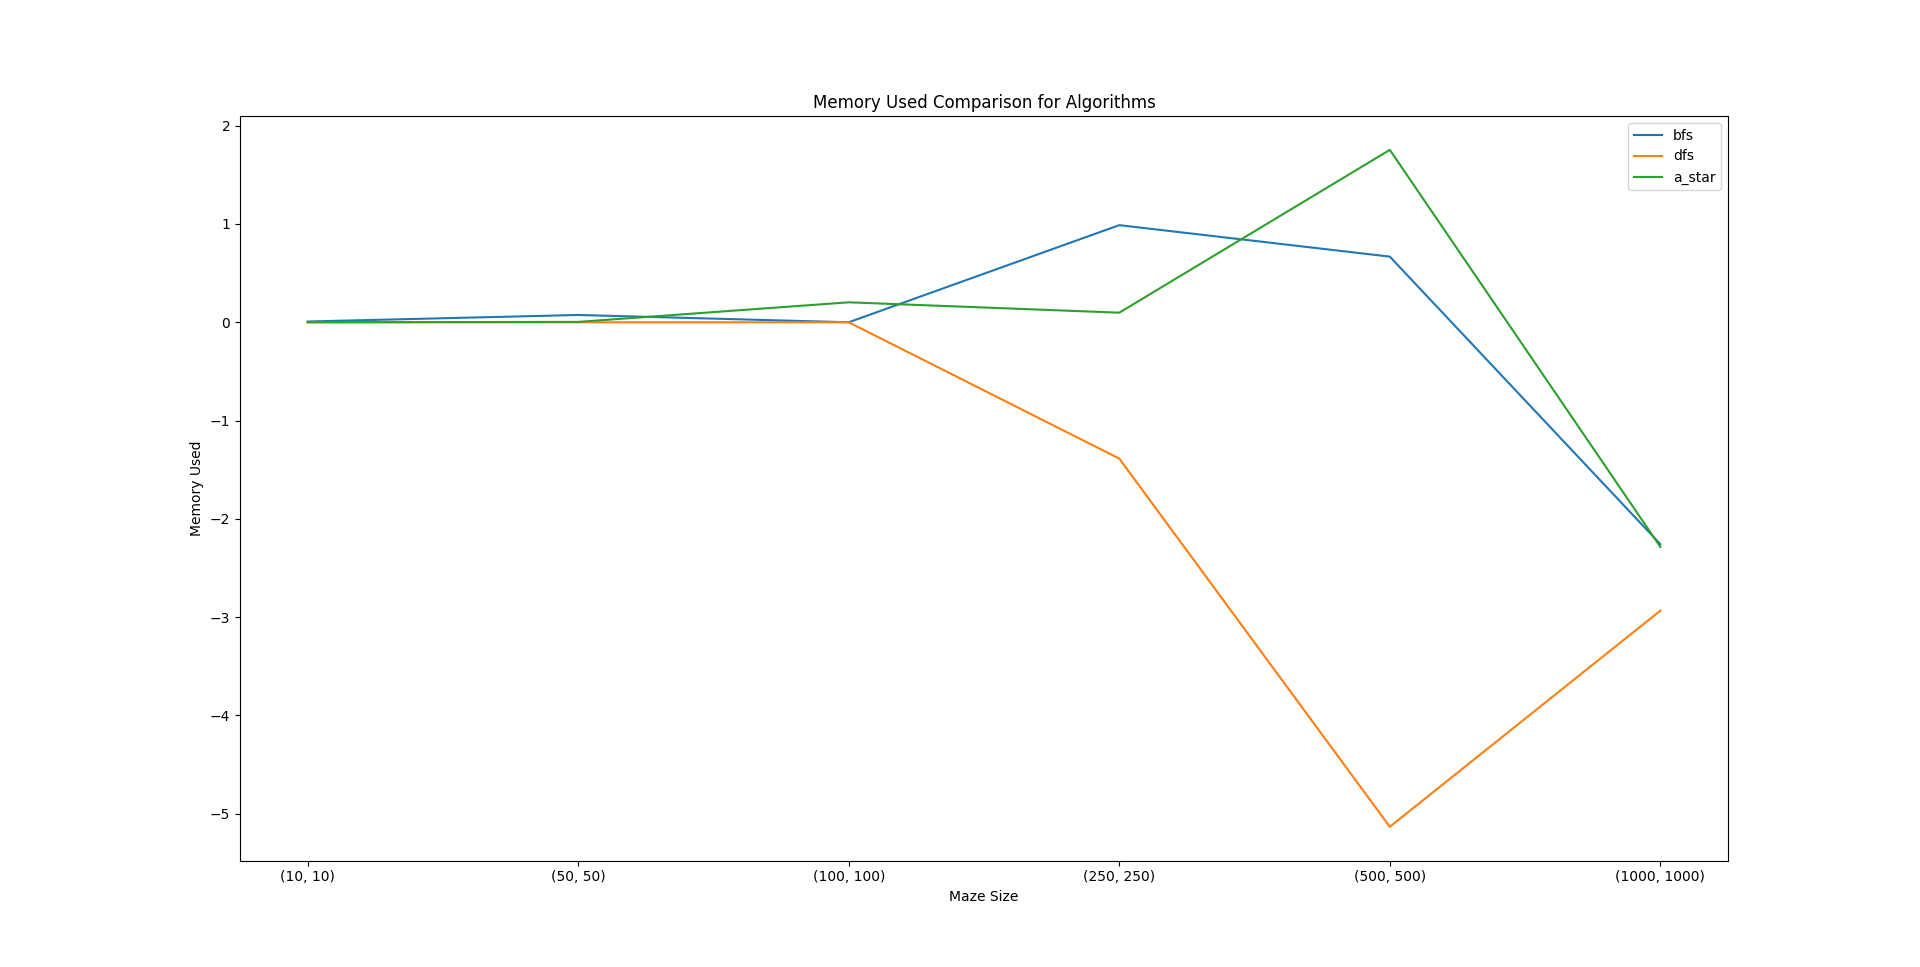 Memory Used Comparison for Algorithms
bfs
dfs
a_star
2
1
0
−1
−2
−3
−4
−5
Memory Used
(10, 10) (50, 50) (100, 100) (250, 250) (500, 500) (1000, 1000)
Maze Size